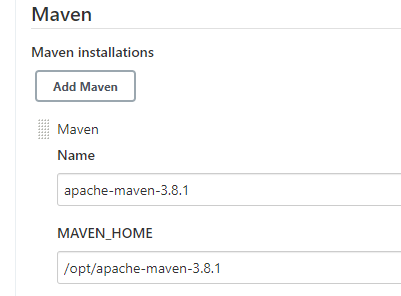 Maven
Maven installations
Add Maven
Maven
Name
apache-maven-3.8.1
MAVEN_HOME
/opt/apache-maven-3.8.1